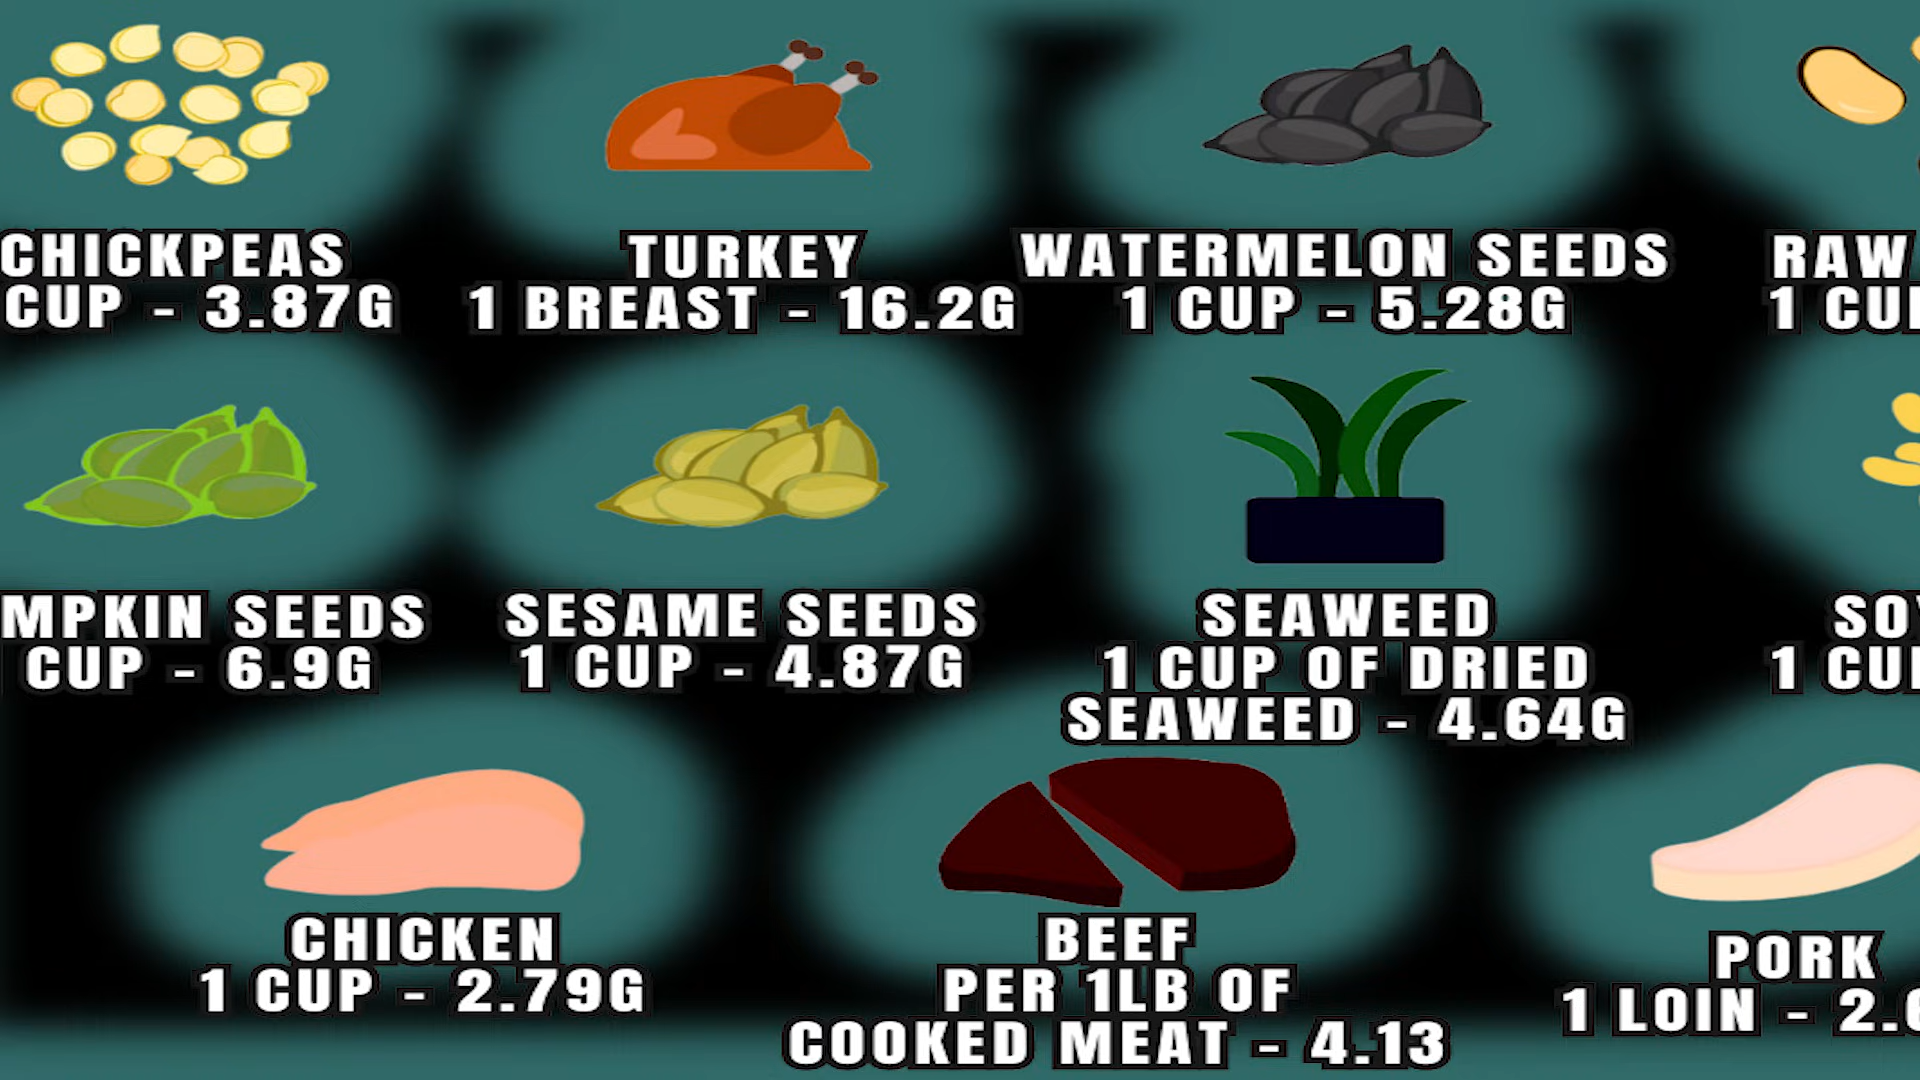 CHICKPEAS
CUP - 3.87G
TURKEY
1 BREAST - 16.2G
WATERMELON SEEDS
1 CUP - 5.28G
RAW
1 CU
MPKIN SEEDS
CUP - 6.9G
SESAME SEEDS
1 CUP - 4.87G
SEAWEED
1 CUP OF DRIED
SEAWEED - 4.64G
SO
1 CU
CHICKEN
1 CUP - 2.79G
BEEF
PER 1LB OF
COOKED MEAT - 4.13
PORK
1 LOIN - 2.